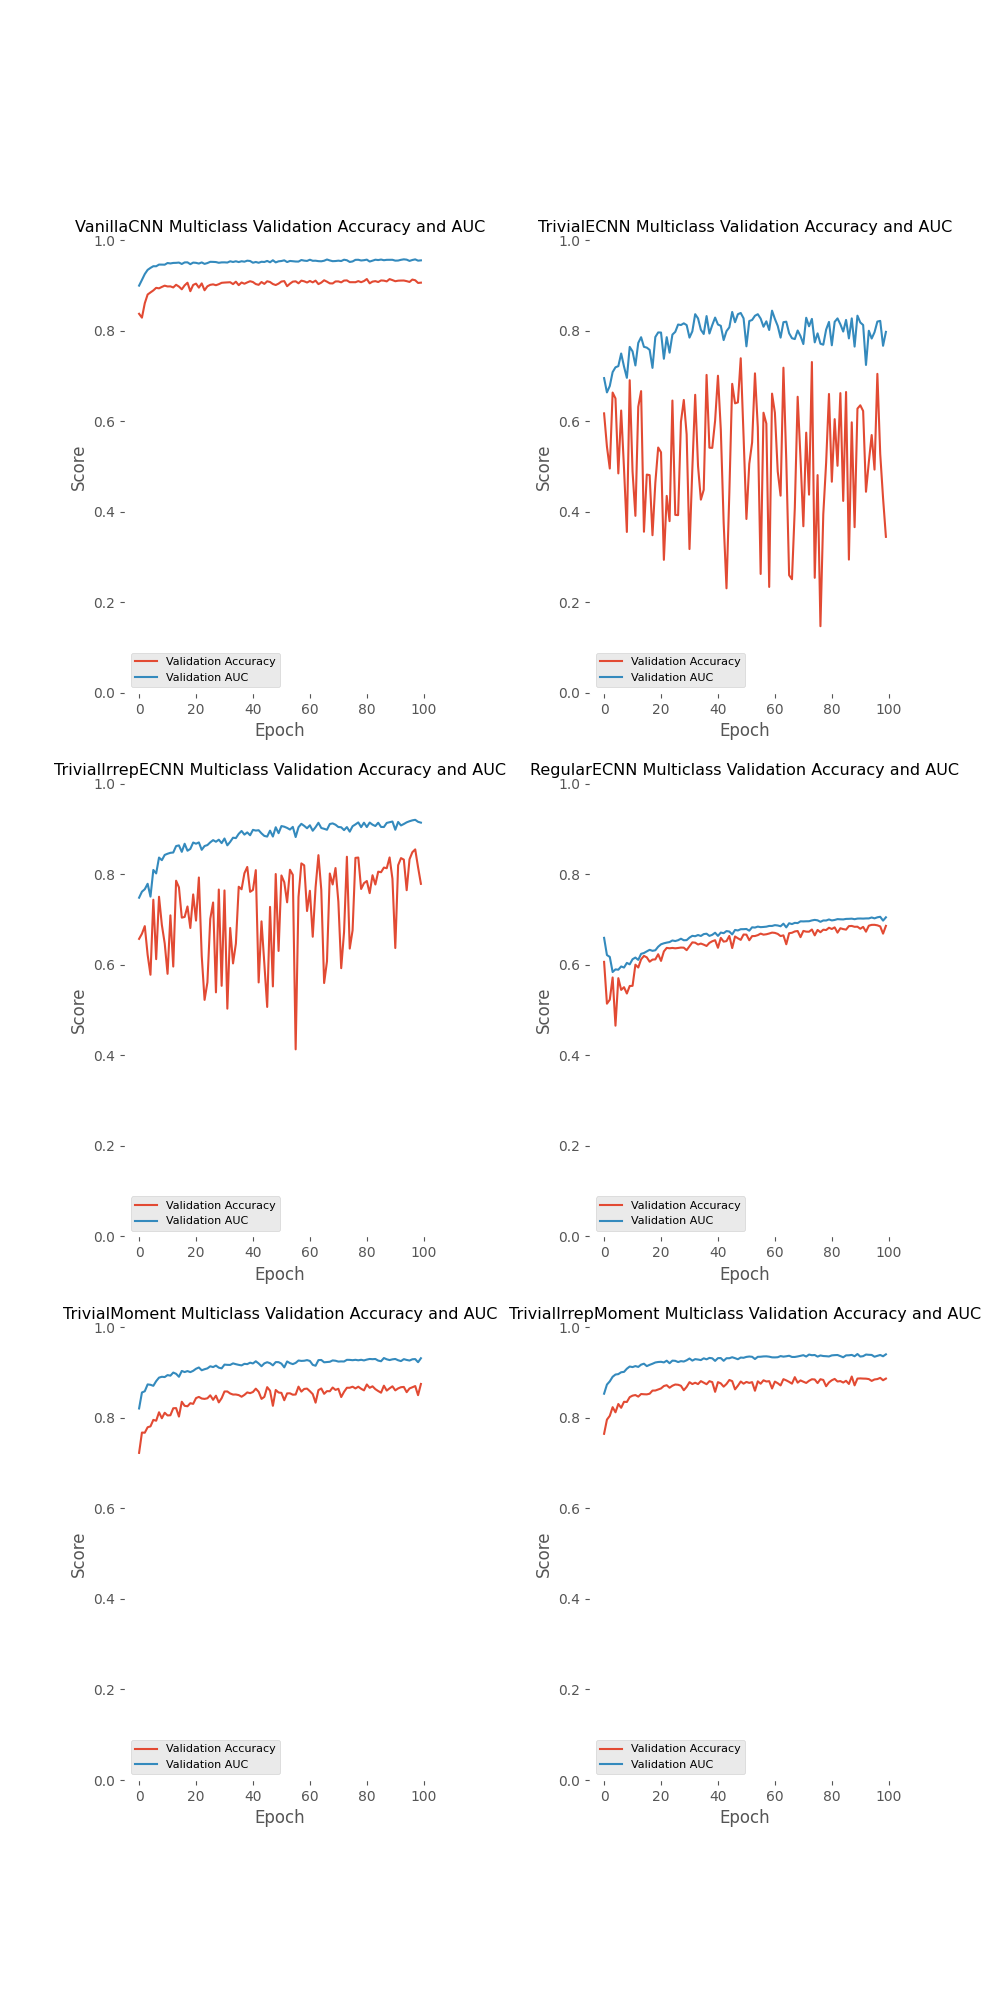 VanillaCNN Multiclass Validation Accuracy and AUC
1.0
0.8
0.6
0.4
0.2
0.0
Score
Validation Accuracy
Validation AUC
0 20 40 60 80 100
Epoch
TrivialECNN Multiclass Validation Accuracy and AUC
1.0
0.8
0.6
0.4
0.2
0.0
Score
Validation Accuracy
Validation AUC
0 20 40 60 80 100
Epoch
TrivialIrrepECNN Multiclass Validation Accuracy and AUC
1.0
0.8
0.6
0.4
0.2
0.0
Score
Validation Accuracy
Validation AUC
0 20 40 60 80 100
Epoch
RegularECNN Multiclass Validation Accuracy and AUC
1.0
0.8
0.6
0.4
0.2
0.0
Score
Validation Accuracy
Validation AUC
0 20 40 60 80 100
Epoch
TrivialMoment Multiclass Validation Accuracy and AUC
1.0
0.8
0.6
0.4
0.2
0.0
Score
Validation Accuracy
Validation AUC
0 20 40 60 80 100
Epoch
TrivialIrrepMoment Multiclass Validation Accuracy and AUC
1.0
0.8
0.6
0.4
0.2
0.0
Score
Validation Accuracy
Validation AUC
0 20 40 60 80 100
Epoch